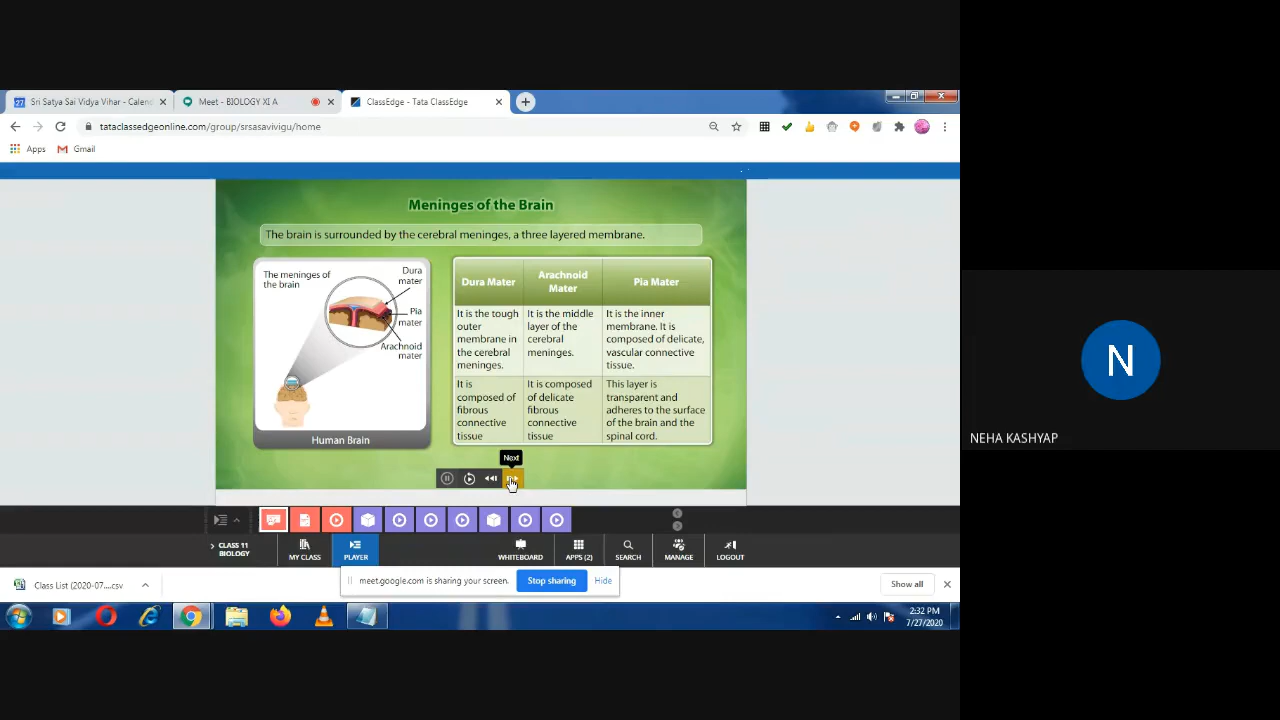 Sri Satya Sai Vidya Vihar - Calen
Meet - BIOLOGY XI A
ClassEdge - Tata ClassEdge
tataclassedgeonline.com/group/srsasavivigu/home
Apps
Gmail
Meninges of the Brain
The brain is surrounded by the cerebral meninges, a three layered membrane.
The meninges of
the brain
Dura
mater
Pia
mater
Arachnoid
mater
Human Brain
Dura Mater
Arachnoid
Mater
Pia Mater
It is the tough
outer
membrane in
the cerebral
meninges.
It is the middle
layer of the
cerebral
meninges.
It is the inner
membrane. It is
composed of delicate,
vascular connective
tissue.
It is
composed of
fibrous
connective
tissue
It is composed
of delicate
fibrous
connective
tissue
This layer is
transparent and
adheres to the surface
of the brain and the
spinal cord.
Next
CLASS 11
BIOLOGY
MY CLASS
PLAYER
WHITEBOARD
APPS (2)
SEARCH
MANAGE
LOGOUT
Class List (2020-07....csv
meet.google.com is sharing your screen.
Stop sharing
Hide
Show all
2:32 PM
7/27/2020
N
NEHA KASHYAP